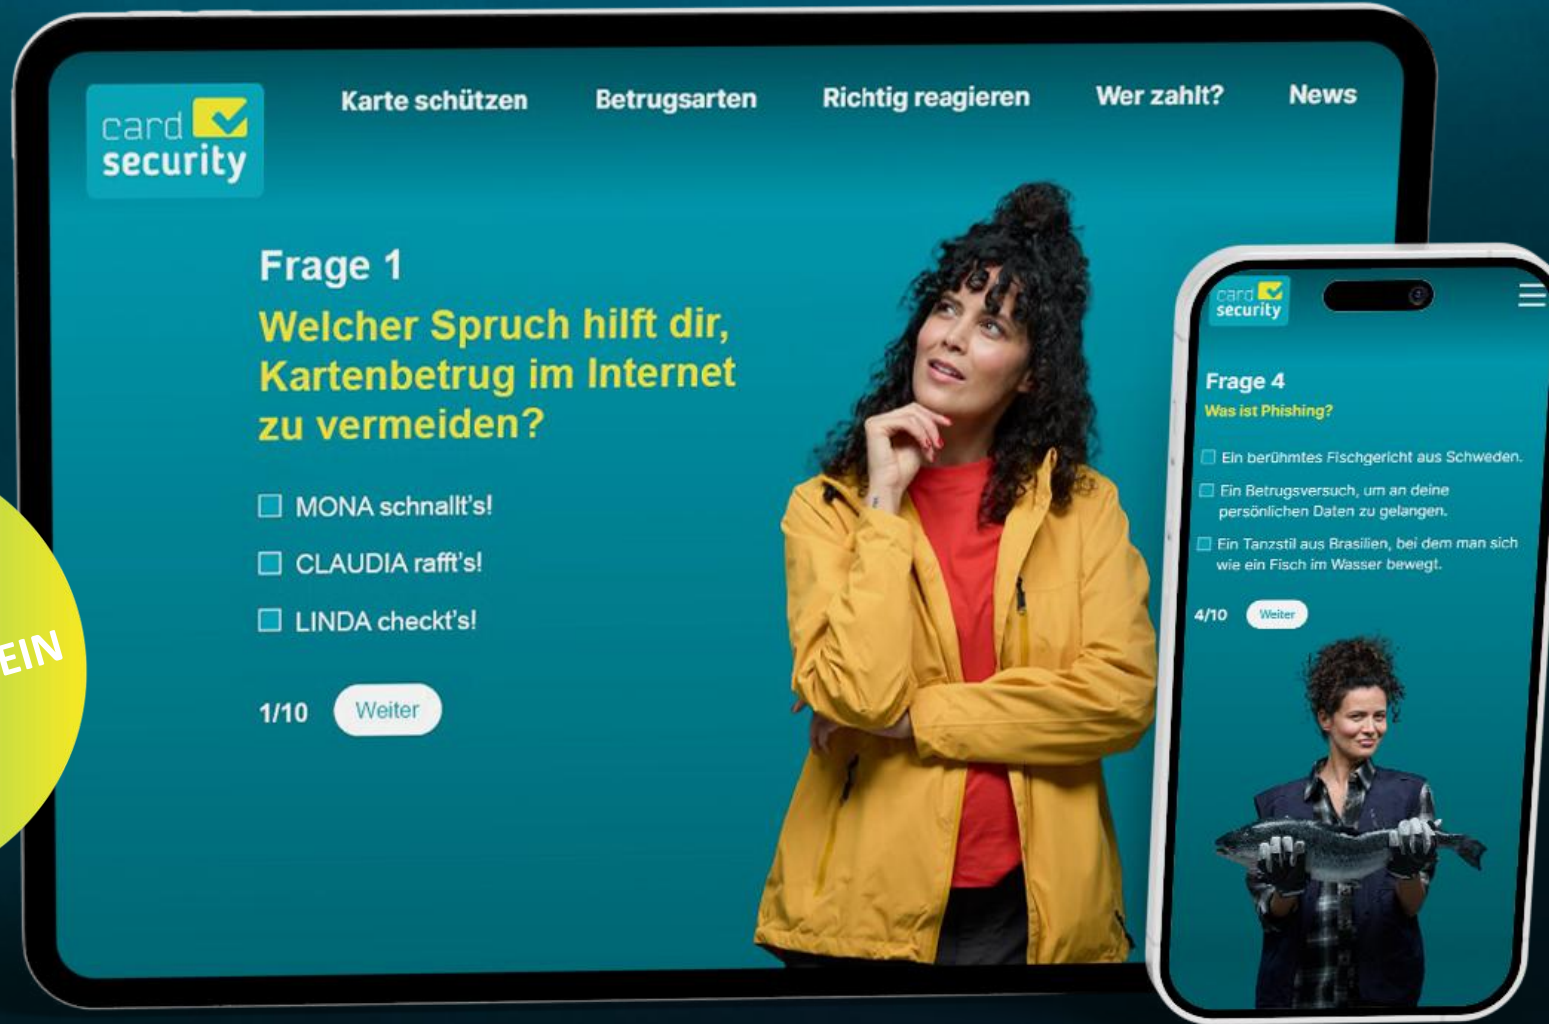 card
security
Karte schützen
Betrugsarten
Richtig reagieren
Wer zahlt?
News
Frage 1
Welcher Spruch hilft dir,
Kartenbetrug im Internet
zu vermeiden?
MONA schnallt's!
CLAUDIA rafft's!
LINDA checkt's!
1/10
Weiter
card
security
Frage 4
Was ist Phishing?
Ein berühmtes Fischgericht aus Schweden.
Ein Betrugsversuch, um an deine
persönlichen Daten zu gelangen.
Ein Tanzstil aus Brasilien, bei dem man sich
wie ein Fisch im Wasser bewegt.
4/10
Weiter